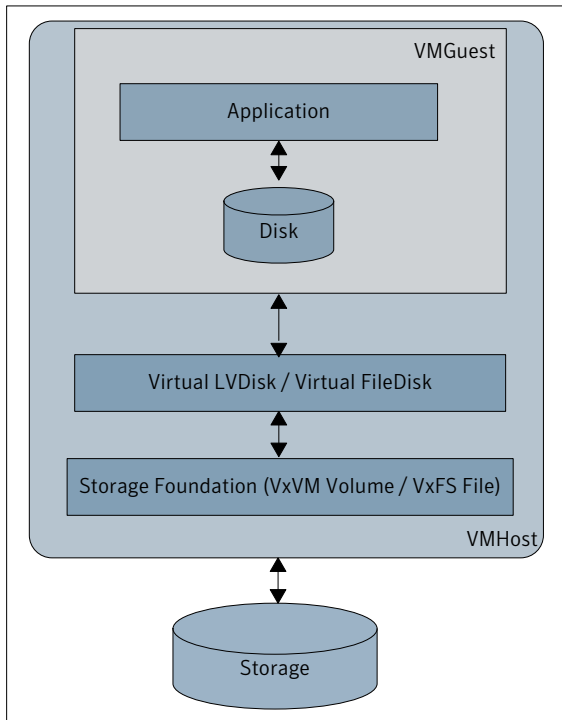 VMGuest
Application
Disk
Virtual LVDisk / Virtual FileDisk
Storage Foundation (VxVM Volume / VxFS File)
VMHost
Storage